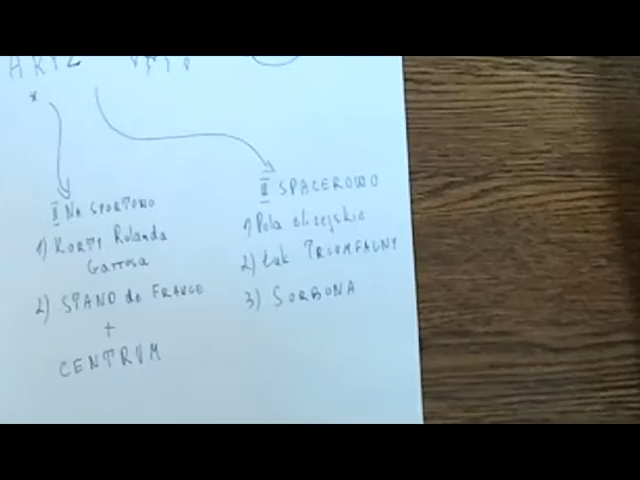 I NA SPORTOWO
1) KORTY Rolanda
Garrosa
2) STAND de FRANCE
+
CENTRUM
II SPACEROWO
1) Pola elizejskie
2) Łuk TRIUMFALNY
3) SORBONA